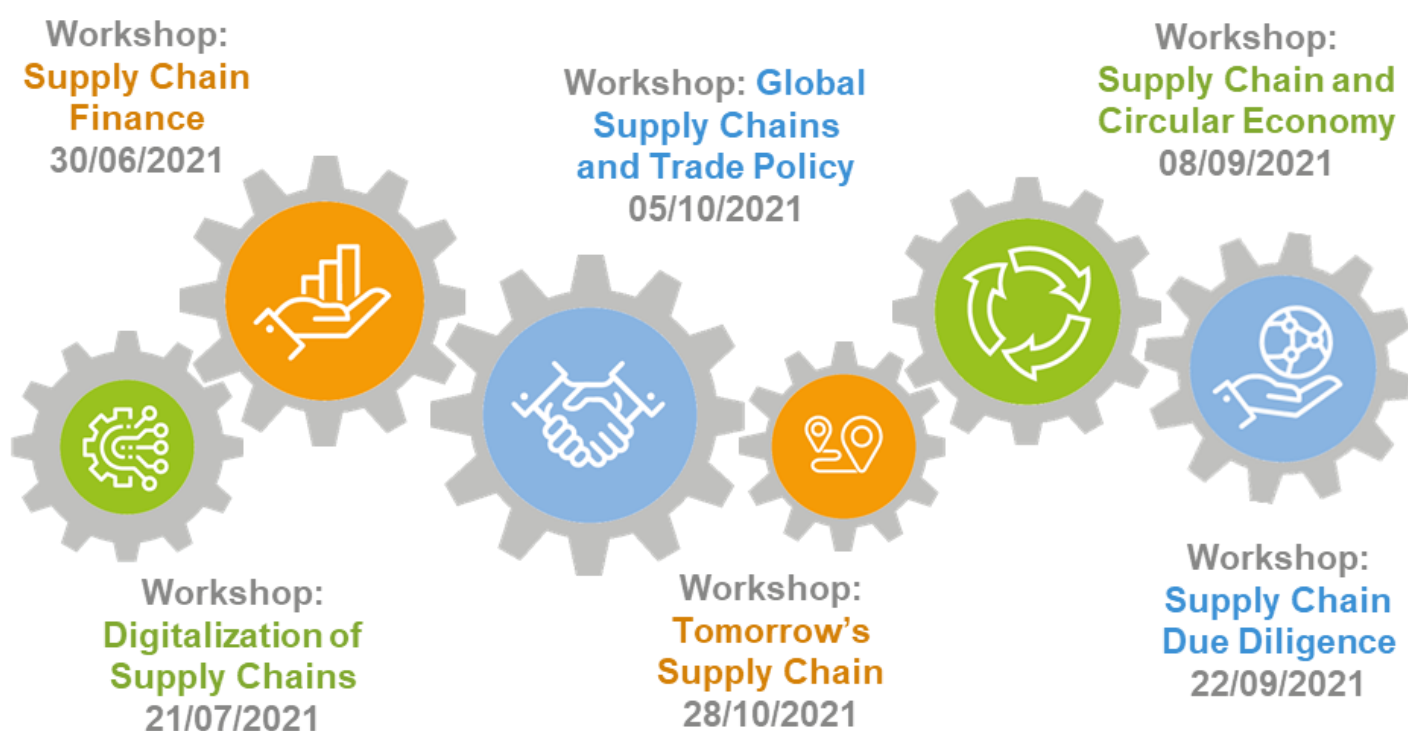 Workshop:
Supply Chain
Finance
30/06/2021
Workshop: Global
Supply Chains
and Trade Policy
05/10/2021
Workshop:
Supply Chain and
Circular Economy
08/09/2021
Workshop:
Digitalization of
Supply Chains
21/07/2021
Workshop:
Tomorrow’s
Supply Chain
28/10/2021
Workshop:
Supply Chain
Due Diligence
22/09/2021